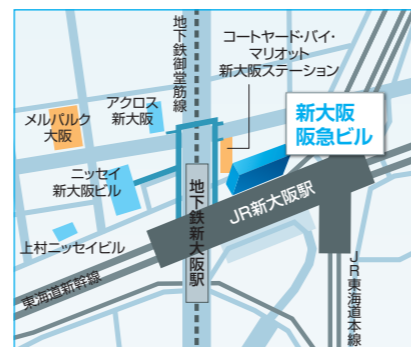 地下鉄御堂筋線
コートヤード・バイ・
マリオット
新大阪ステーション
アクロス
新大阪
メルパルク
大阪
新大阪
阪急ビル
ニッセイ
新大阪ビル
地下鉄新大阪駅
JR新大阪駅
上村ニッセイビル
東海道新幹線
JR東海道本線